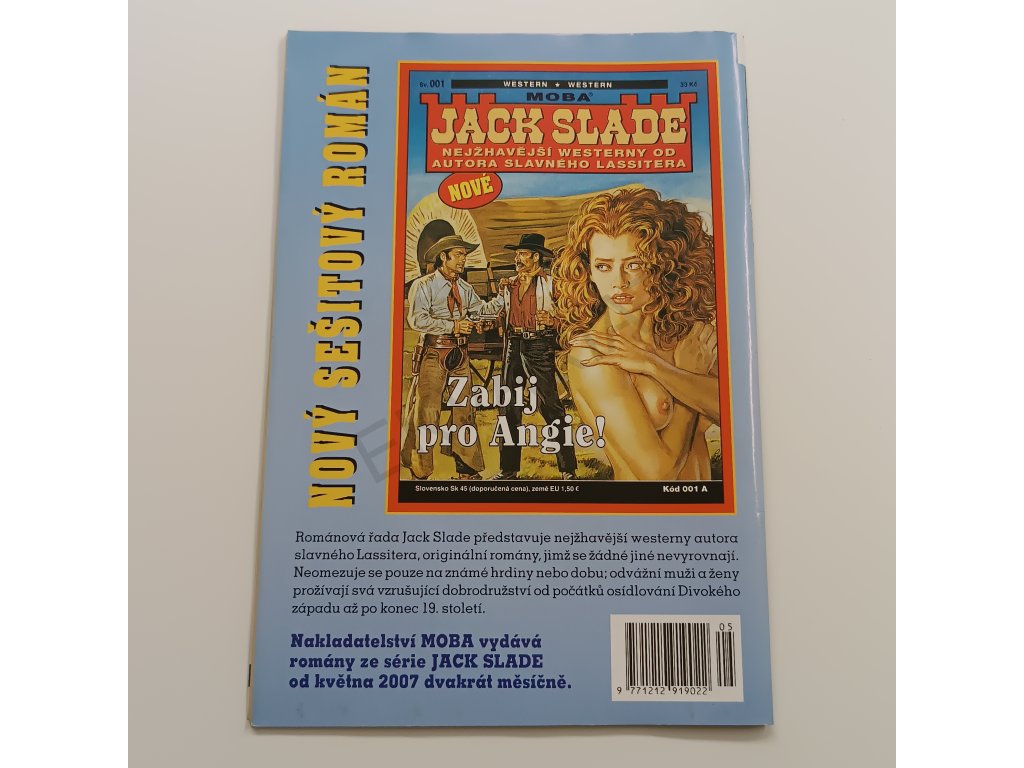 NOVÝ SEŠITOVÝ ROMÁN
Sv. 001
WESTERN ★ WESTERN
33 Kč
MOBA®
JACK SLADE
NEJŽHAVĚJŠÍ WESTERNY OD
AUTORA SLAVNÉHO LASSITERA
NOVÉ
Zabij
pro Angie!
Slovensko Sk 45 (doporučená cena), země EU 1,50 €
Kód 001 A
Románová řada Jack Slade představuje nejžhavější westerny autora
slavného Lassitera, originální romány, jimž se žádné jiné nevyrovnají.
Neomezuje se pouze na známé hrdiny nebo dobu; odvážní muži a ženy
prožívají svá vzrušující dobrodružství od počátků osídlování Divokého
západu až po konec 19. století.
Nakladatelství MOBA vydává
romány ze série JACK SLADE
od května 2007 dvakrát měsíčně.
05
9 771212 919022